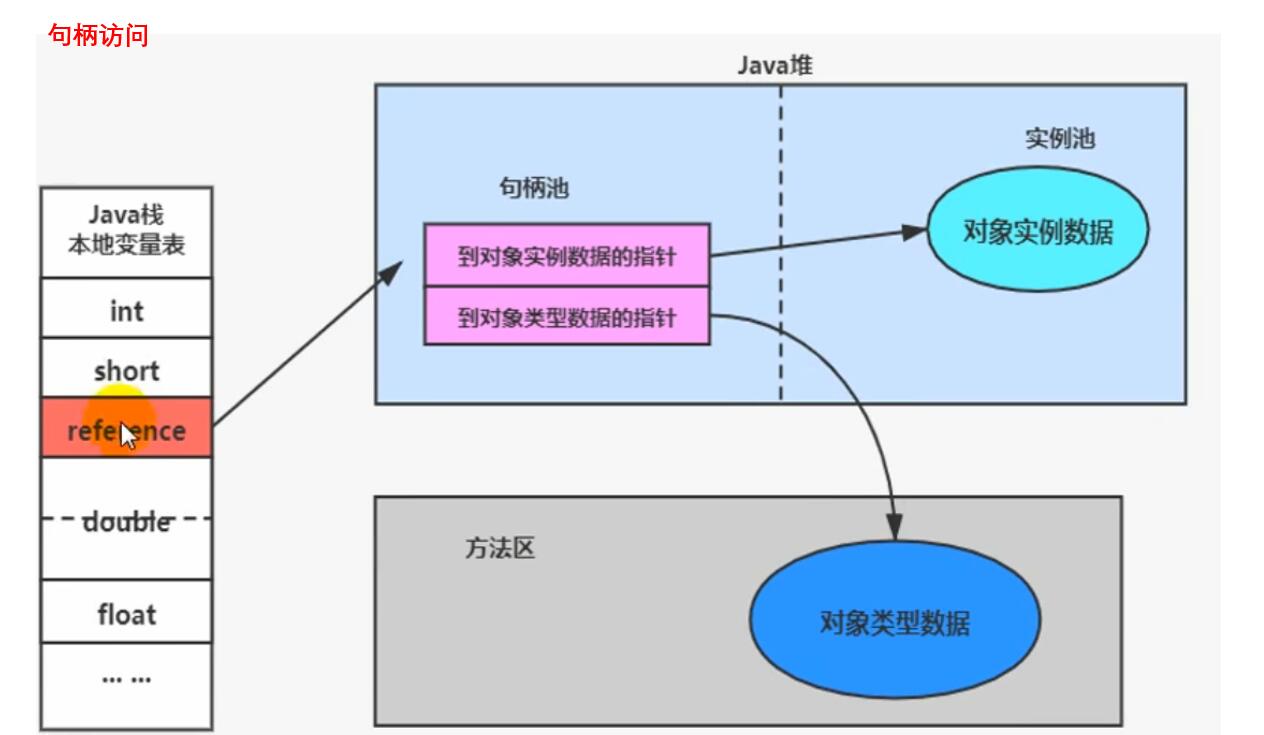 句柄访问
Java堆
实例池
句柄池
到对象实例数据的指针
到对象类型数据的指针
对象实例数据
Java栈
本地变量表
int
short
reference
double
float
... ...
方法区
对象类型数据